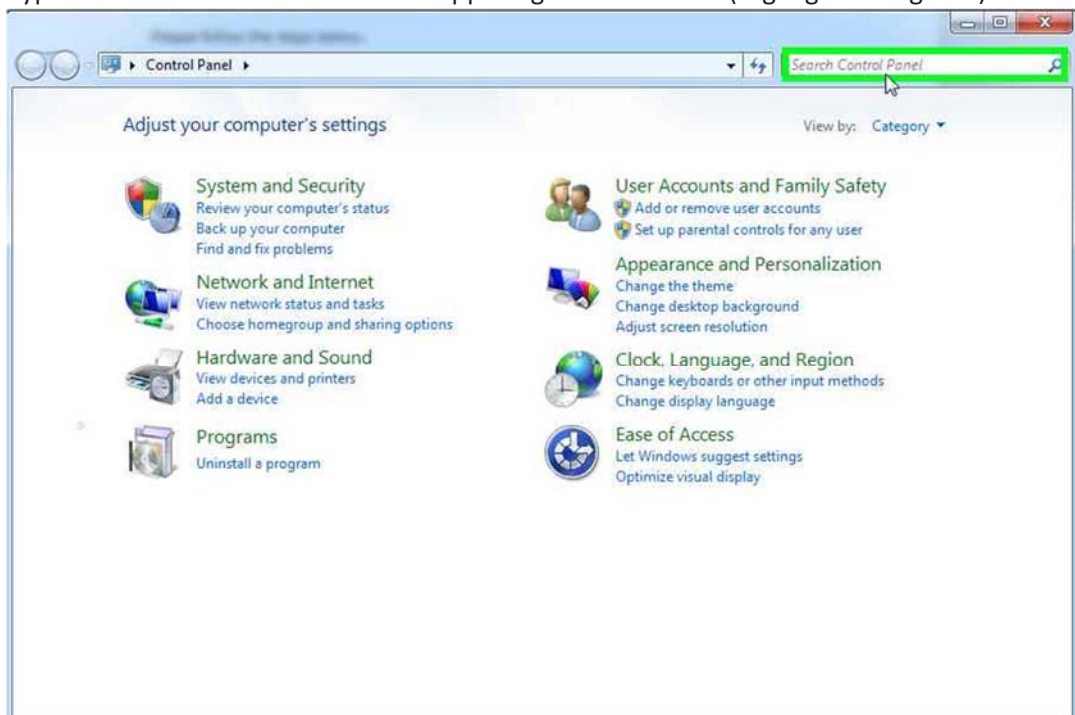 Control Panel
Search Control Panel
Adjust your computer's settings
View by: Category
System and Security
Review your computer's status
Back up your computer
Find and fix problems
Network and Internet
View network status and tasks
Choose homegroup and sharing options
Hardware and Sound
View devices and printers
Add a device
Programs
Uninstall a program
User Accounts and Family Safety
Add or remove user accounts
Set up parental controls for any user
Appearance and Personalization
Change the theme
Change desktop background
Adjust screen resolution
Clock, Language, and Region
Change keyboards or other input methods
Change display language
Ease of Access
Let Windows suggest settings
Optimize visual display